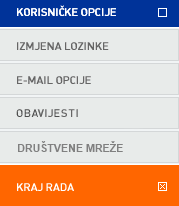 KORISNIČKE OPCIJE
IZMJENA LOZINKE
E-MAIL OPCIJE
OBAVIJESTI
DRUŠTVENE MREŽE
KRAJ RADA